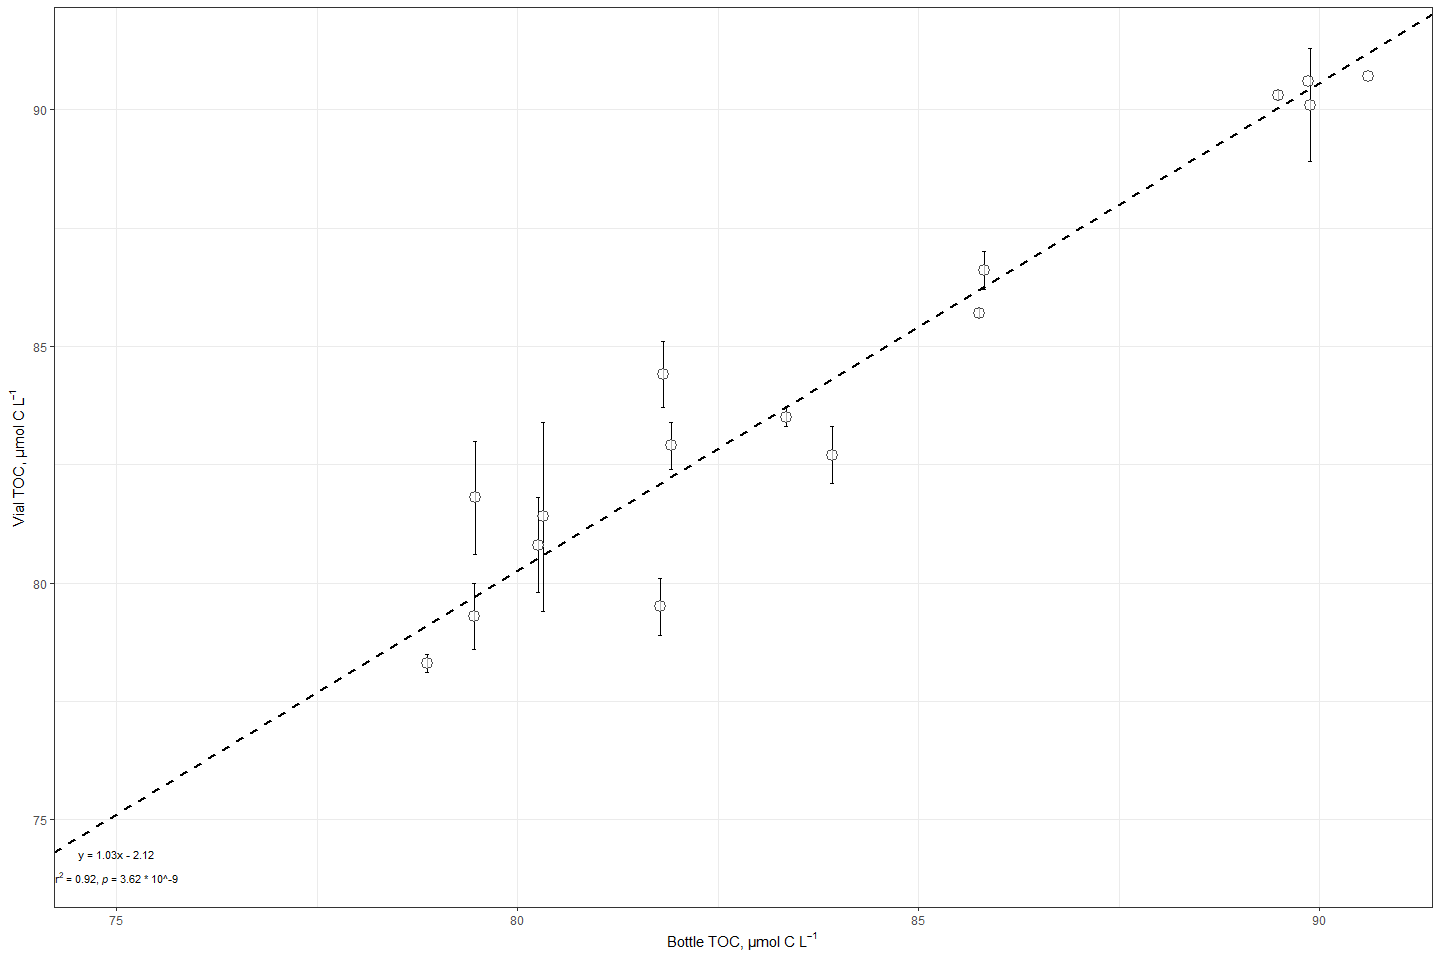 90
85
80
75
Vial TOC, µmol C L⁻¹
y = 1.03x - 2.12
r² = 0.92, p = 3.62 * 10^-9
75 80 85 90
Bottle TOC, µmol C L⁻¹